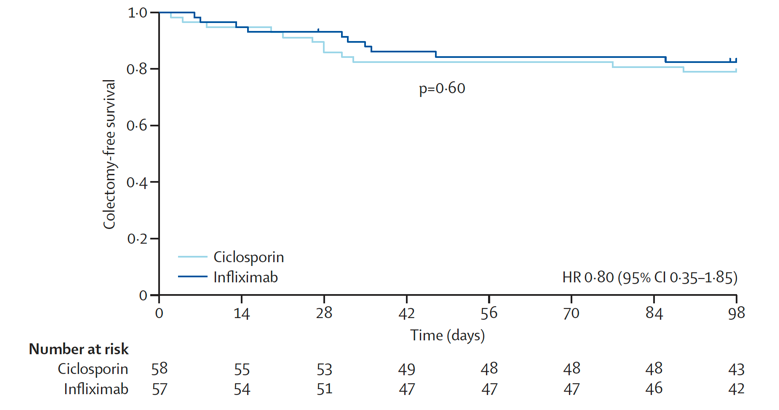 Colectomy-free survival
1·0
0·8
0·6
0·4
0·2
0
p=0·60
Ciclosporin
Infliximab
HR 0·80 (95% CI 0·35–1·85)
0 14 28 42 56 70 84 98
Time (days)
Number at risk
Ciclosporin 58 55 53 49 48 48 48 43
Infliximab 57 54 51 47 47 47 46 42